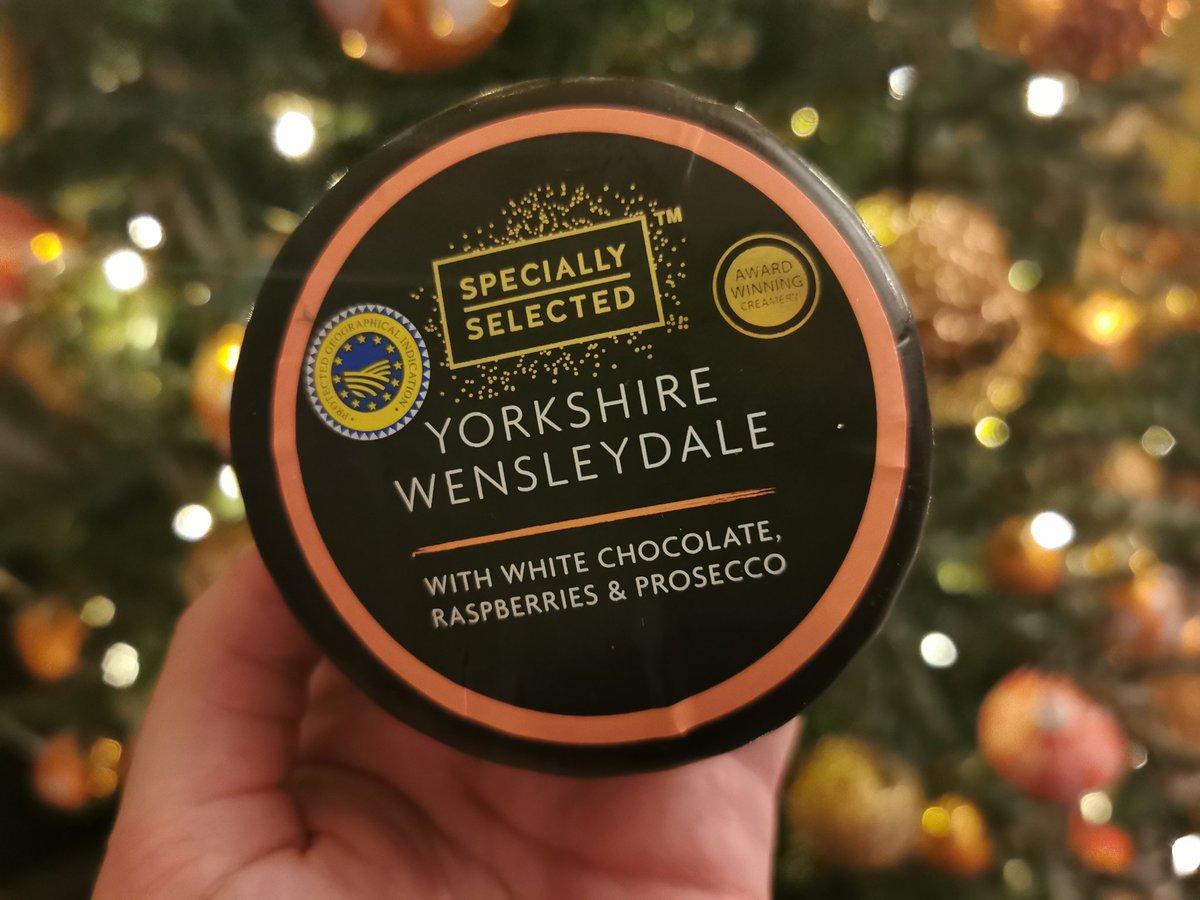 SPECIALLY
SELECTED
TM
AWARD
WINNING
CREAMERY
PROTECTED GEOGRAPHICAL INDICATION
YORKSHIRE
WENSLEYDALE
WITH WHITE CHOCOLATE,
RASPBERRIES & PROSECCO